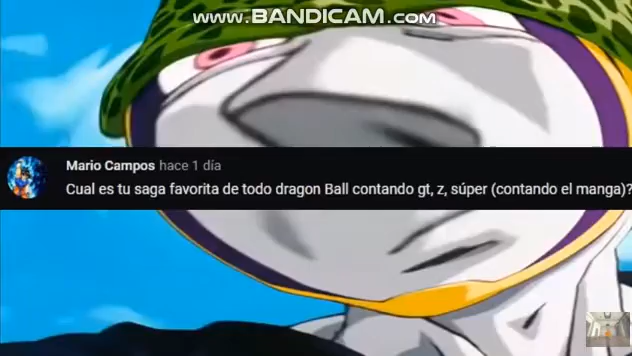 WWW.BANDICAM.COM
Mario Campos hace 1 día
Cual es tu saga favorita de todo dragon Ball contando gt, z, súper (contando el manga)?